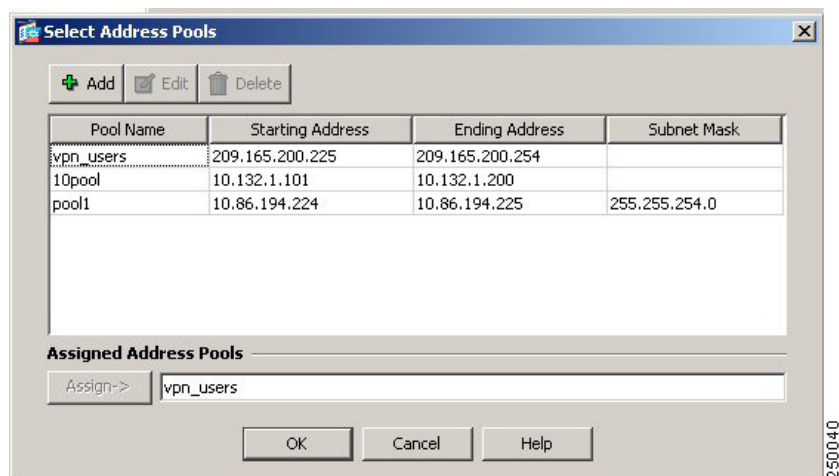 Select Address Pools
Add Edit Delete
Pool Name Starting Address Ending Address Subnet Mask
vpn_users 209.165.200.225 209.165.200.254
10pool 10.132.1.101 10.132.1.200
pool1 10.86.194.224 10.86.194.225 255.255.254.0
Assigned Address Pools
Assign-> vpn_users
OK Cancel Help